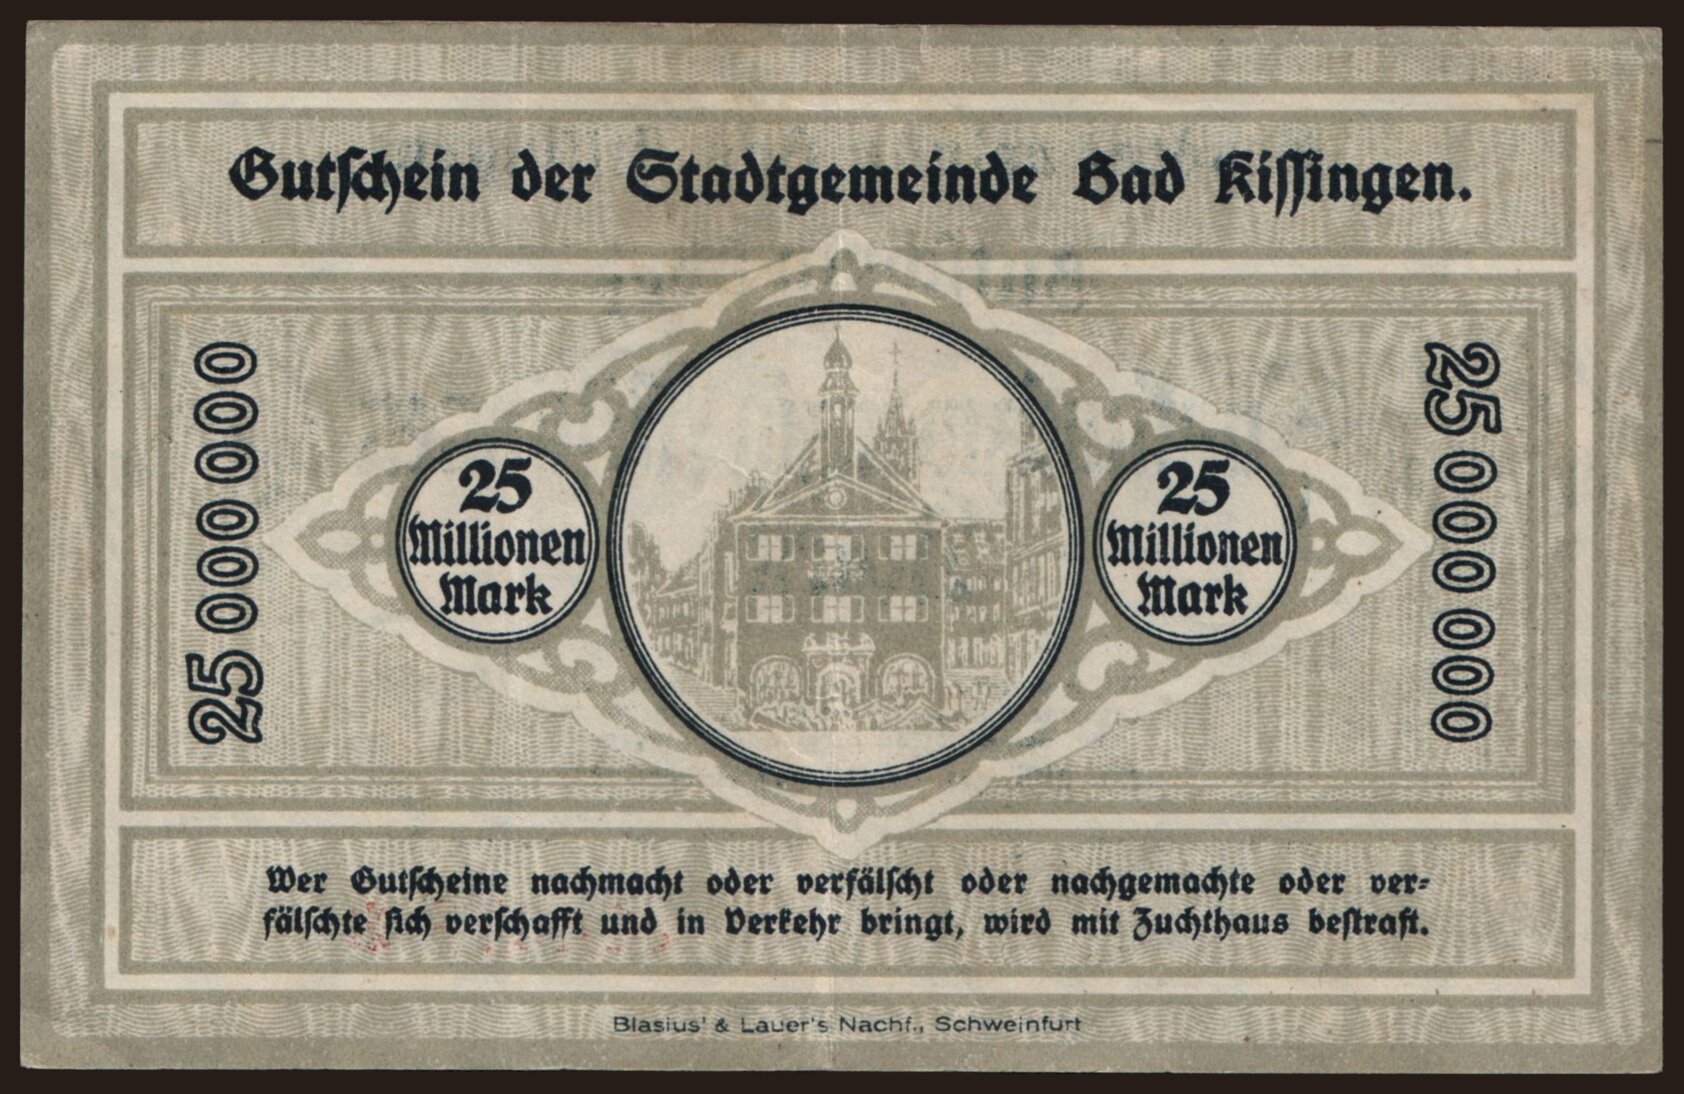 Gutschein der Stadtgemeinde Bad Kissingen.
25 000 000
25 Millionen Mark
25 Millionen Mark
25 000 000
Wer Gutscheine nachmacht oder verfälscht oder nachgemachte oder ver-
fälschte sich verschafft und in Verkehr bringt, wird mit Zuchthaus bestraft.
Blasius' & Lauer's Nachf., Schweinfurt